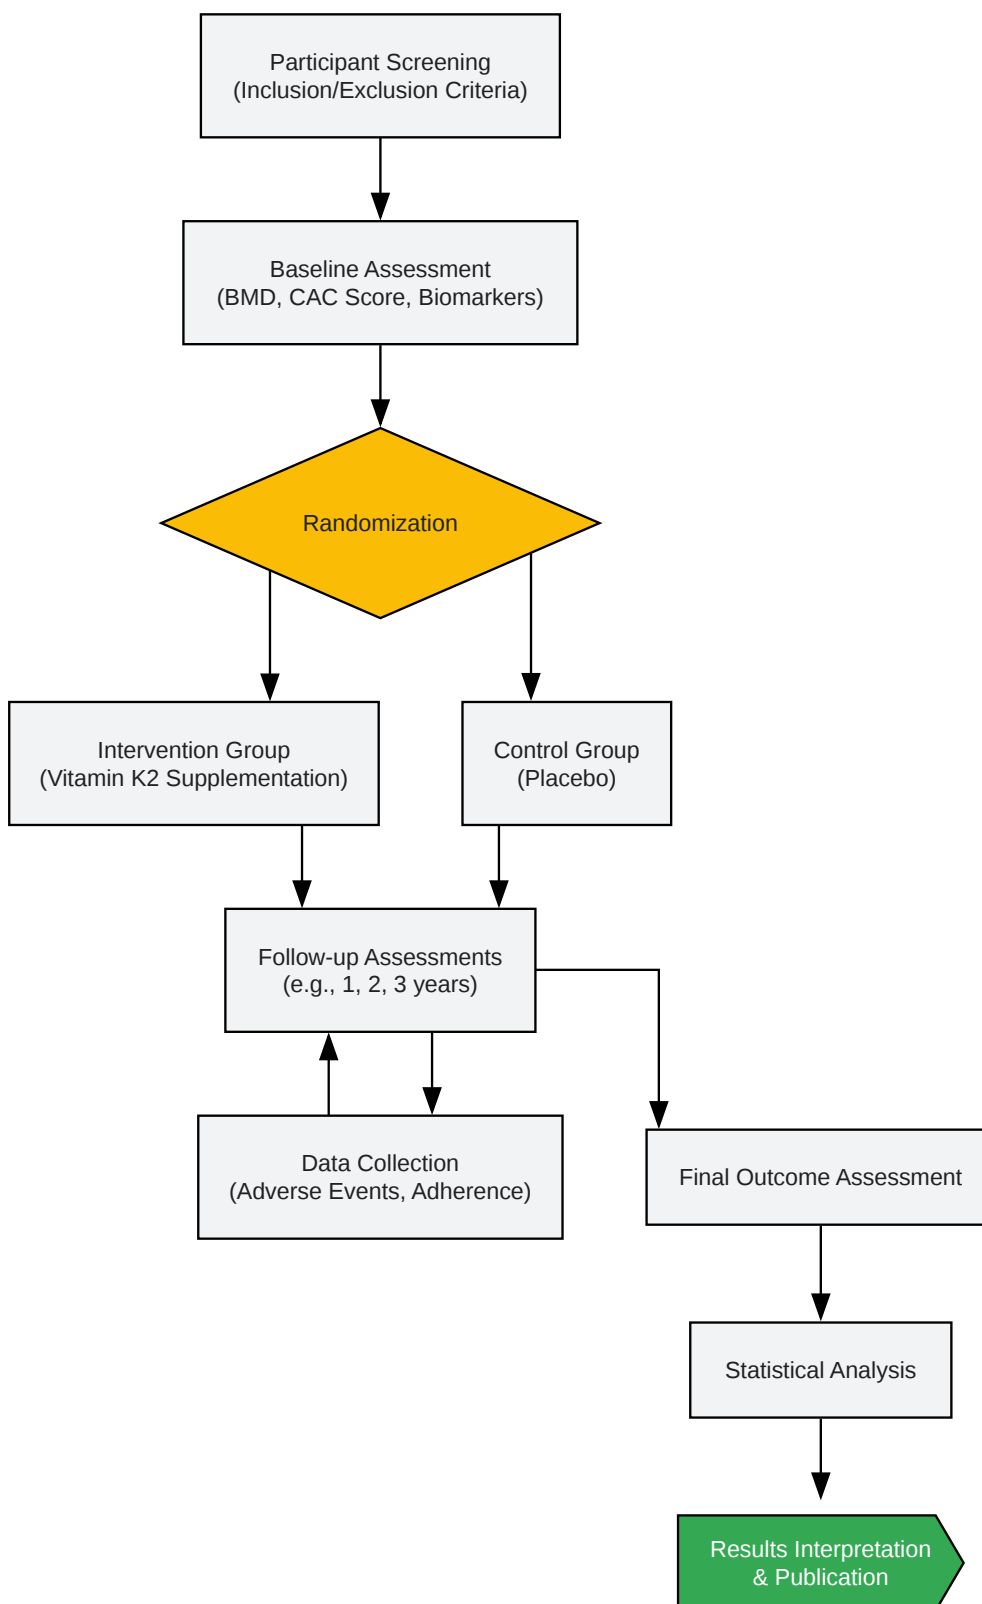 Participant Screening
(Inclusion/Exclusion Criteria)
Baseline Assessment
(BMD, CAC Score, Biomarkers)
Randomization
Intervention Group
(Vitamin K2 Supplementation)
Control Group
(Placebo)
Follow-up Assessments
(e.g., 1, 2, 3 years)
Data Collection
(Adverse Events, Adherence)
Final Outcome Assessment
Statistical Analysis
Results Interpretation
& Publication